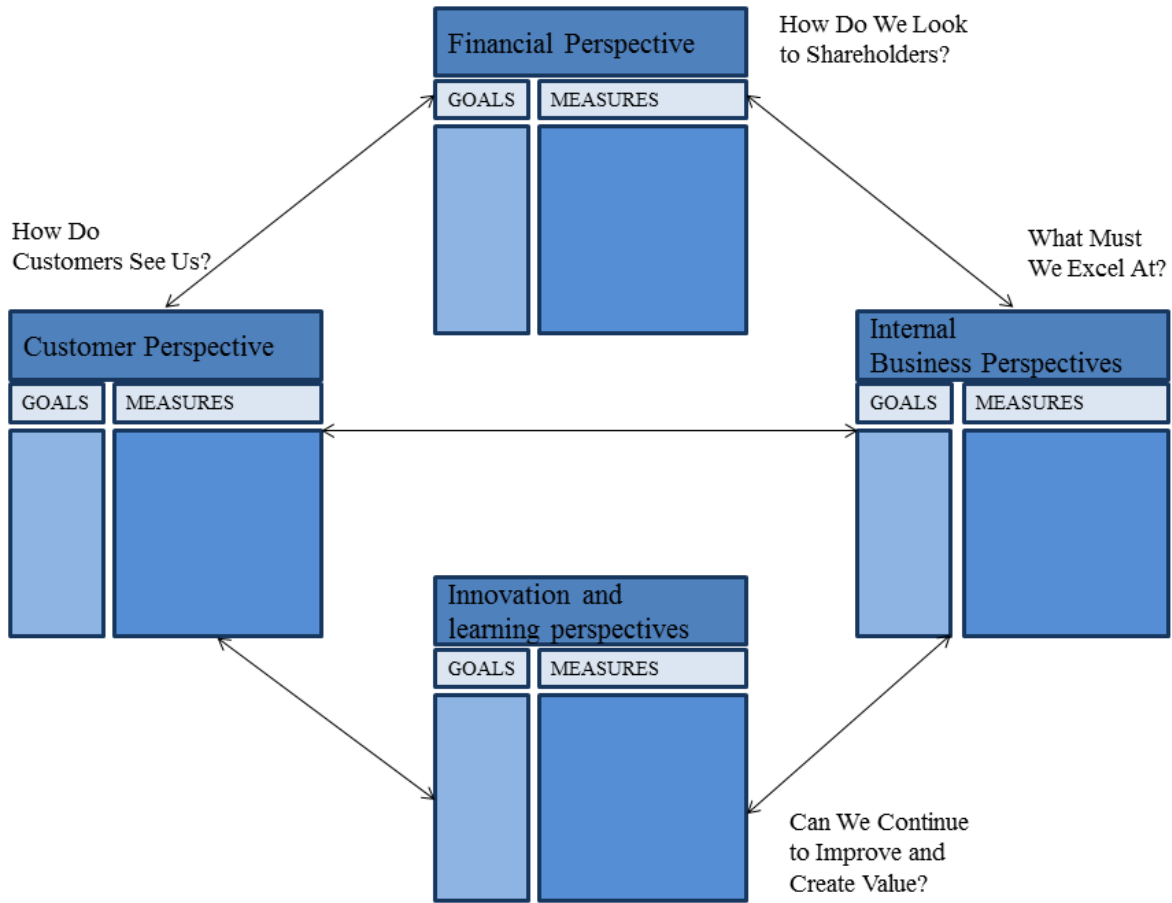 Financial Perspective
How Do We Look
to Shareholders?
GOALS
MEASURES
How Do
Customers See Us?
What Must
We Excel At?
Customer Perspective
GOALS
MEASURES
Internal
Business Perspectives
GOALS
MEASURES
Innovation and
learning perspectives
GOALS
MEASURES
Can We Continue
to Improve and
Create Value?